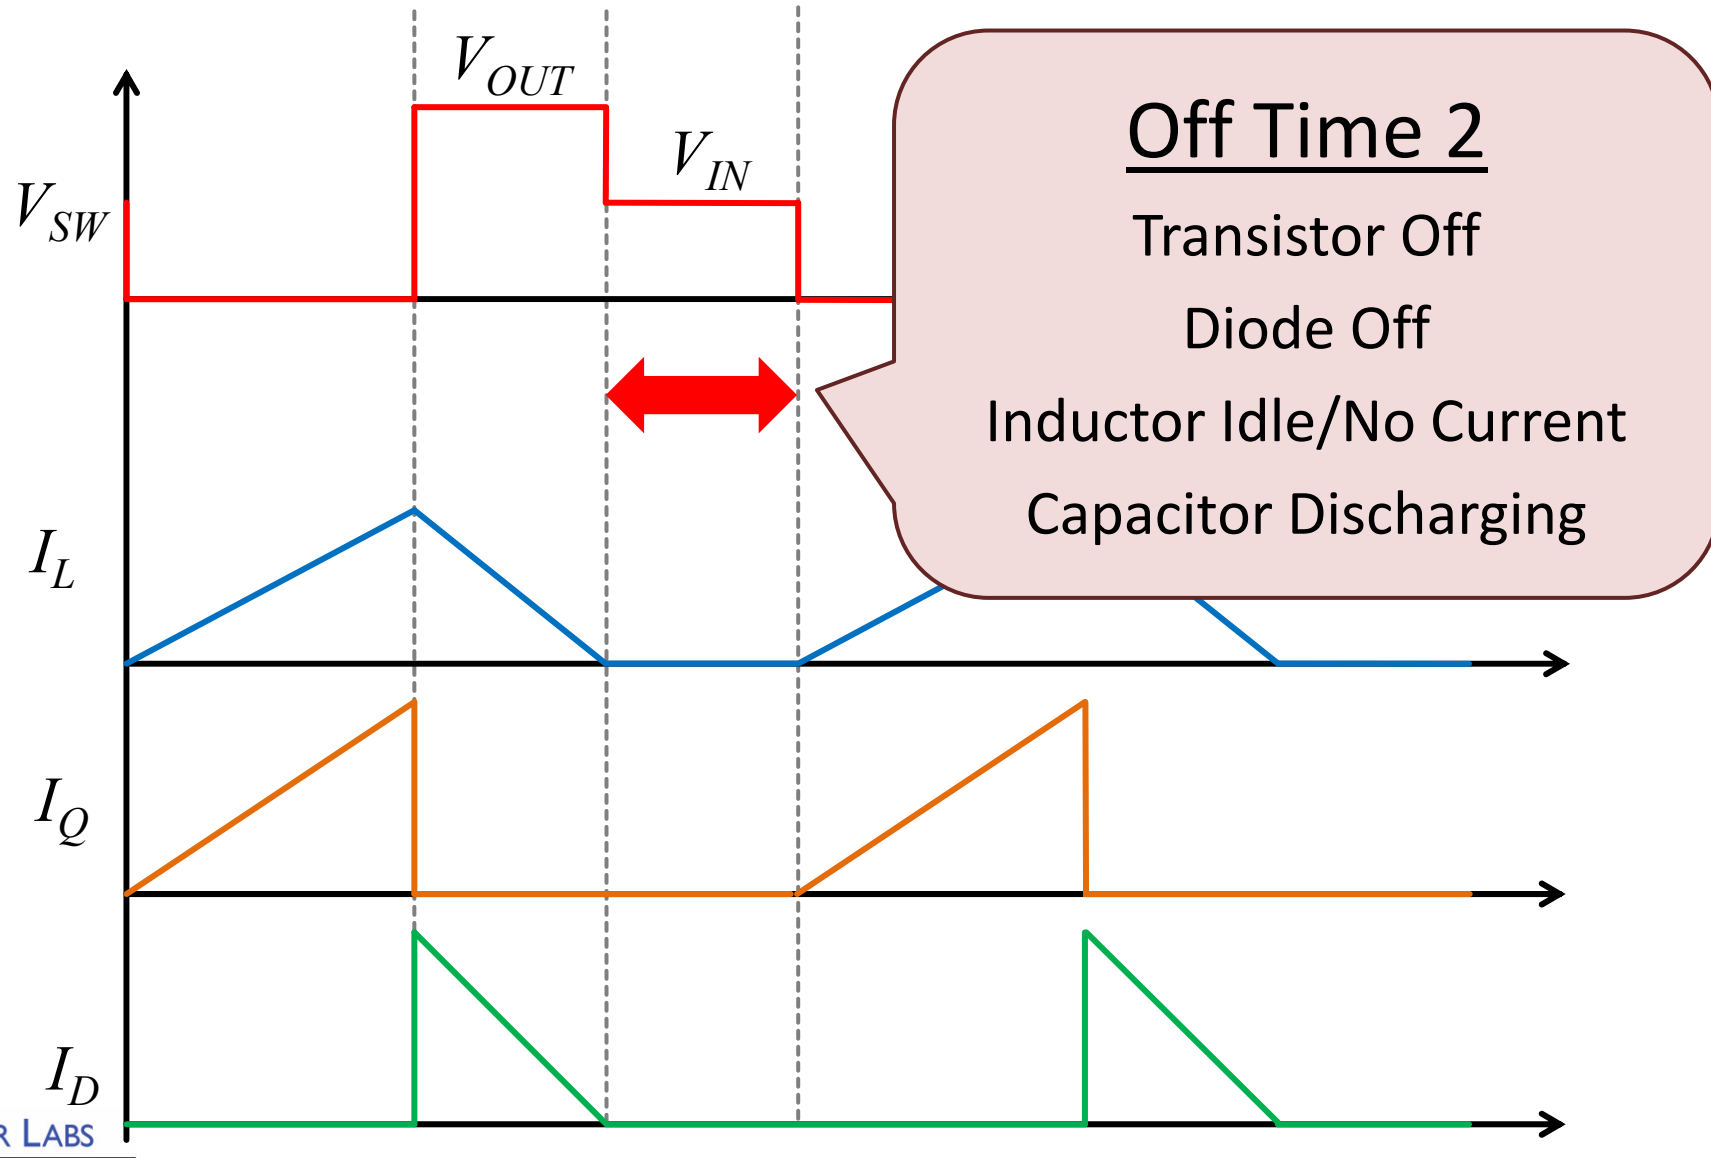 V_OUT
V_IN
V_SW
Off Time 2
Transistor Off
Diode Off
Inductor Idle/No Current
Capacitor Discharging
I_L
I_Q
I_D
R LABS